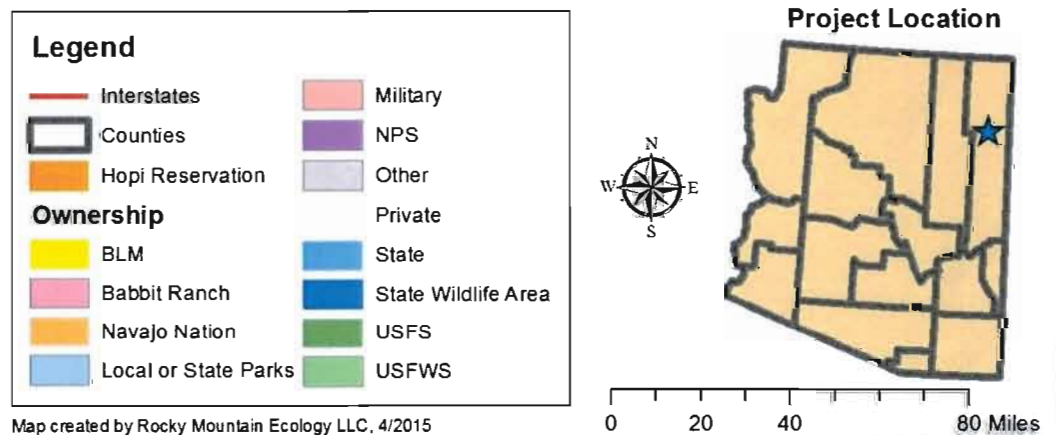 Legend
Interstates
Counties
Hopi Reservation
Ownership
BLM
Babbit Ranch
Navajo Nation
Local or State Parks
Military
NPS
Other
Private
State
State Wildlife Area
USFS
USFWS
Map created by Rocky Mountain Ecology LLC, 4/2015
Project Location
N
W E
S
0 20 40 80 Miles